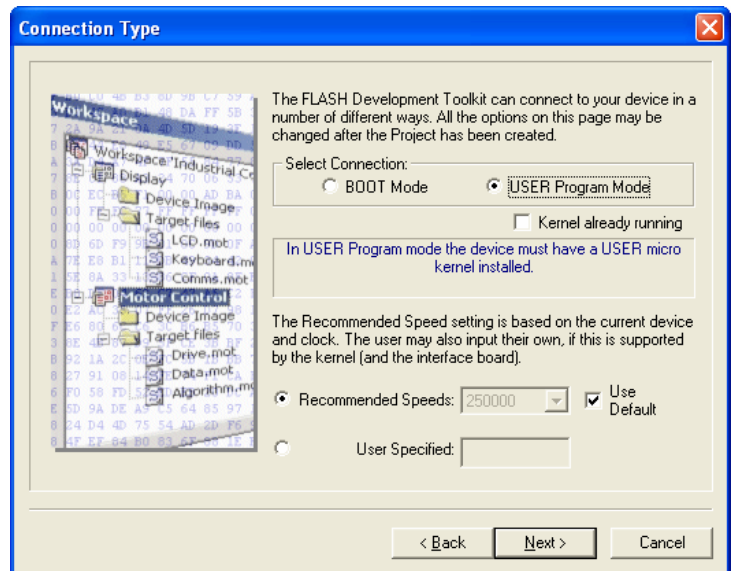 Connection Type
Workspace
Workspace 'Industrial Co
Display
Device Image
Target files
LCD.mot
Keyboard.m
Comms.mot
Motor Control
Device Image
Target files
Drive.mot
Data.mot
Algorithm.mo
The FLASH Development Toolkit can connect to your device in a
number of different ways. All the options on this page may be
changed after the Project has been created.
Select Connection:
BOOT Mode
USER Program Mode
Kernel already running
In USER Program mode the device must have a USER micro
kernel installed.
The Recommended Speed setting is based on the current device
and clock. The user may also input their own, if this is supported
by the kernel (and the interface board).
Recommended Speeds: 250000
Use
Default
User Specified:
< Back
Next >
Cancel